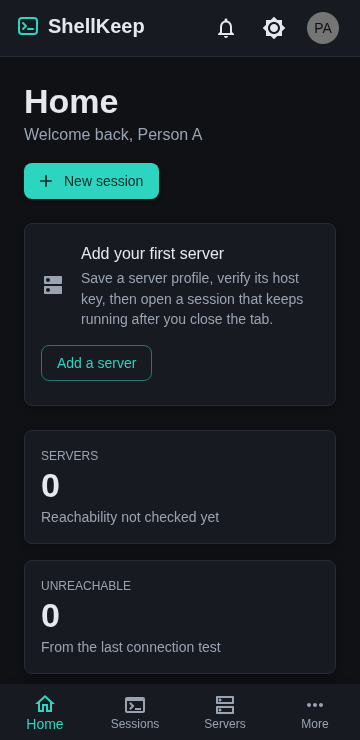 ShellKeep
PA
Home
Welcome back, Person A
New session
Add your first server
Save a server profile, verify its host
key, then open a session that keeps
running after you close the tab.
Add a server
SERVERS
0
Reachability not checked yet
UNREACHABLE
0
From the last connection test
Home
Sessions
Servers
More